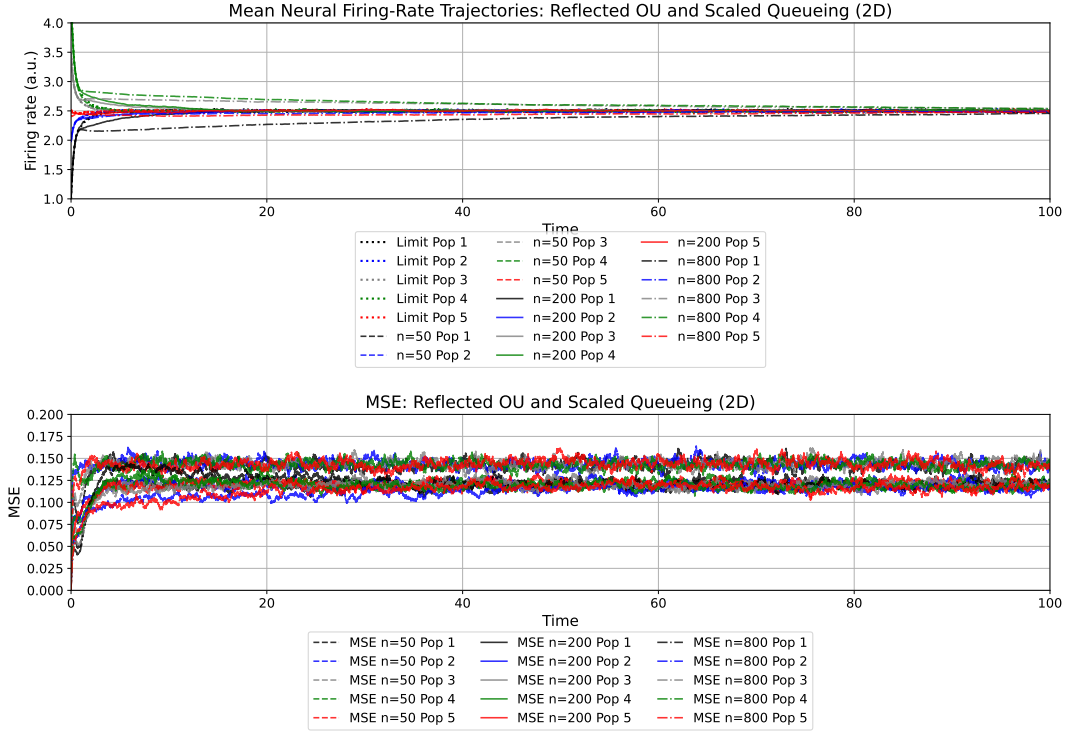 Mean Neural Firing-Rate Trajectories: Reflected OU and Scaled Queueing (2D)
Firing rate (a.u.)
4.0
3.5
3.0
2.5
2.0
1.5
1.0
0 20 40 60 80 100
Time
Limit Pop 1 n=50 Pop 3 n=200 Pop 5
Limit Pop 2 n=50 Pop 4 n=800 Pop 1
Limit Pop 3 n=50 Pop 5 n=800 Pop 2
Limit Pop 4 n=200 Pop 1 n=800 Pop 3
Limit Pop 5 n=200 Pop 2 n=800 Pop 4
n=50 Pop 1 n=200 Pop 3 n=800 Pop 5
n=50 Pop 2 n=200 Pop 4
MSE: Reflected OU and Scaled Queueing (2D)
MSE
0.200
0.175
0.150
0.125
0.100
0.075
0.050
0.025
0.000
0 20 40 60 80 100
Time
MSE n=50 Pop 1 MSE n=200 Pop 1 MSE n=800 Pop 1
MSE n=50 Pop 2 MSE n=200 Pop 2 MSE n=800 Pop 2
MSE n=50 Pop 3 MSE n=200 Pop 3 MSE n=800 Pop 3
MSE n=50 Pop 4 MSE n=200 Pop 4 MSE n=800 Pop 4
MSE n=50 Pop 5 MSE n=200 Pop 5 MSE n=800 Pop 5